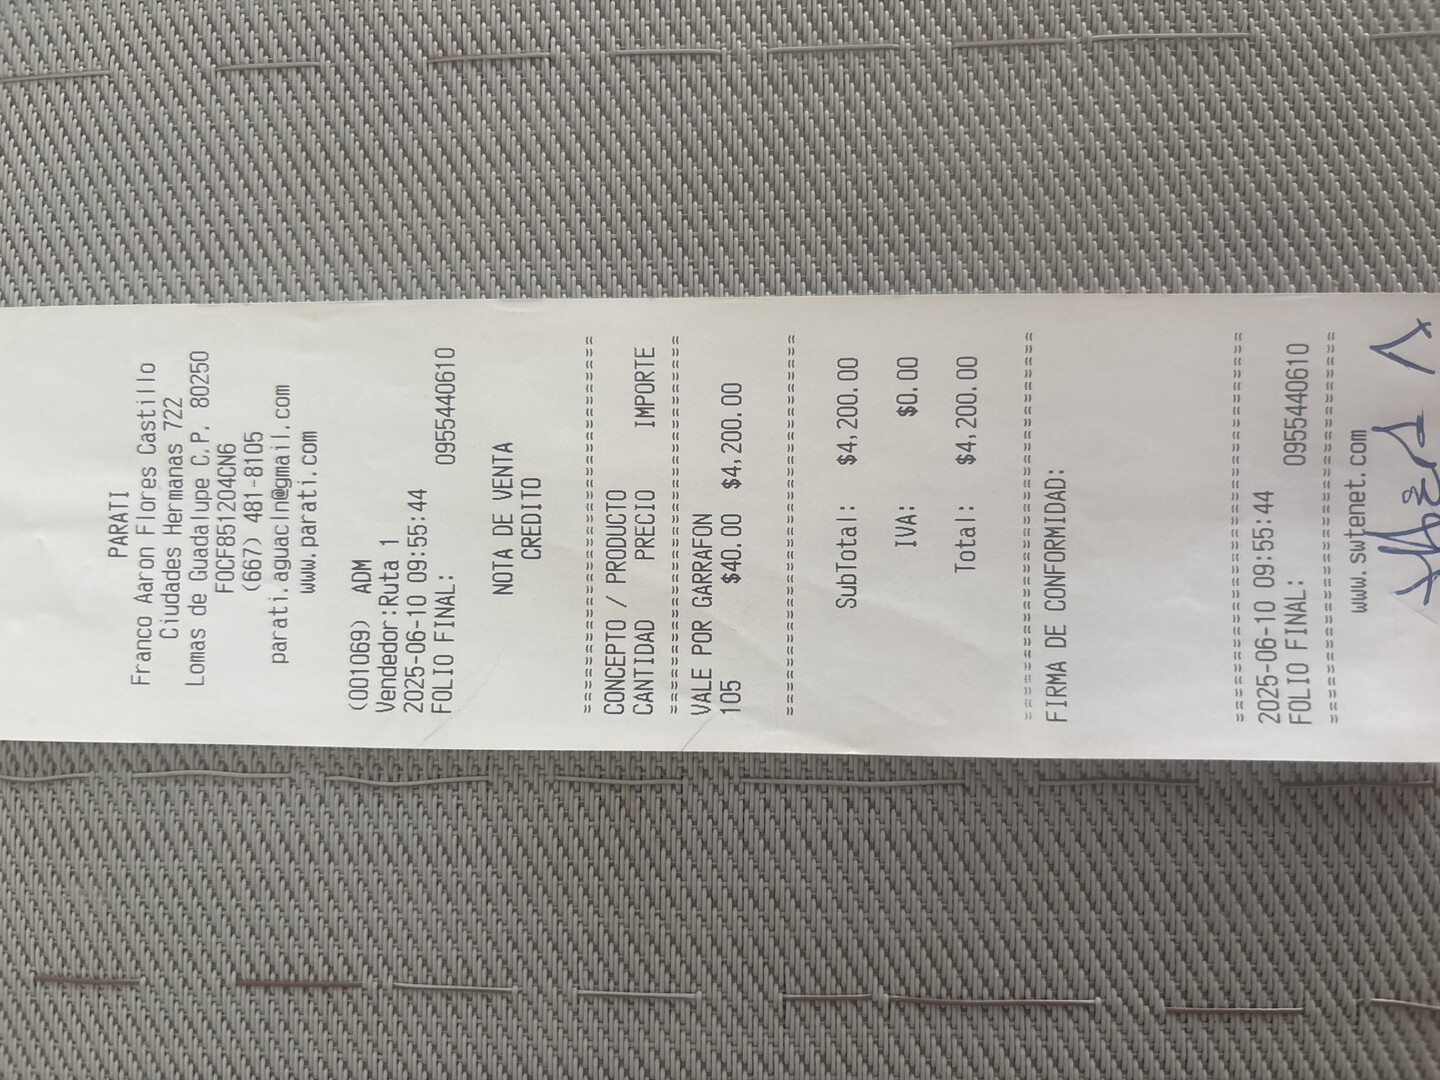 PARATI
Franco Aaron Flores Castillo
Ciudades Hermanas 722
Lomas de Guadalupe C.P. 80250
FOCF851204CN6
(667) 481-8105
parati.aguacln@gmail.com
www.parati.com
(001069) ADM
Vendedor:Ruta 1
2025-06-10 09:55:44
FOLIO FINAL: 0955440610
NOTA DE VENTA
CREDITO
==============================
CONCEPTO / PRODUCTO
CANTIDAD PRECIO IMPORTE
==============================
VALE POR GARRAFON
105 $40.00 $4,200.00
==============================
SubTotal: $4,200.00
IVA: $0.00
Total: $4,200.00
==============================
FIRMA DE CONFORMIDAD:
==============================
2025-06-10 09:55:44
FOLIO FINAL: 0955440610
==============================
www.swtenet.com